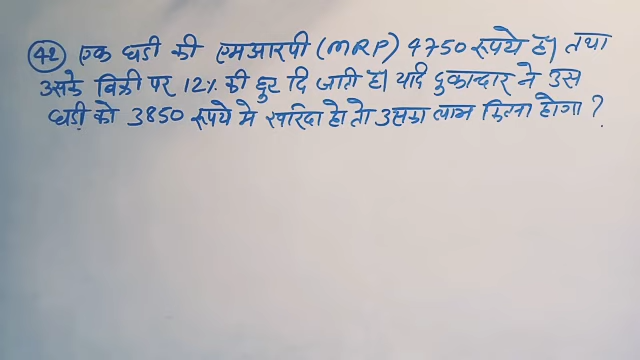 (42) एक घडी की एमआरपी (MRP) 4750 रूपये है। तथा
उसके बिक्री पर 12% की छुट दि जाती है। यदि दुकानदार ने उस
घडी को 3850 रूपये मे खरिदा हो तो उसका लाभ कितना होगा ?